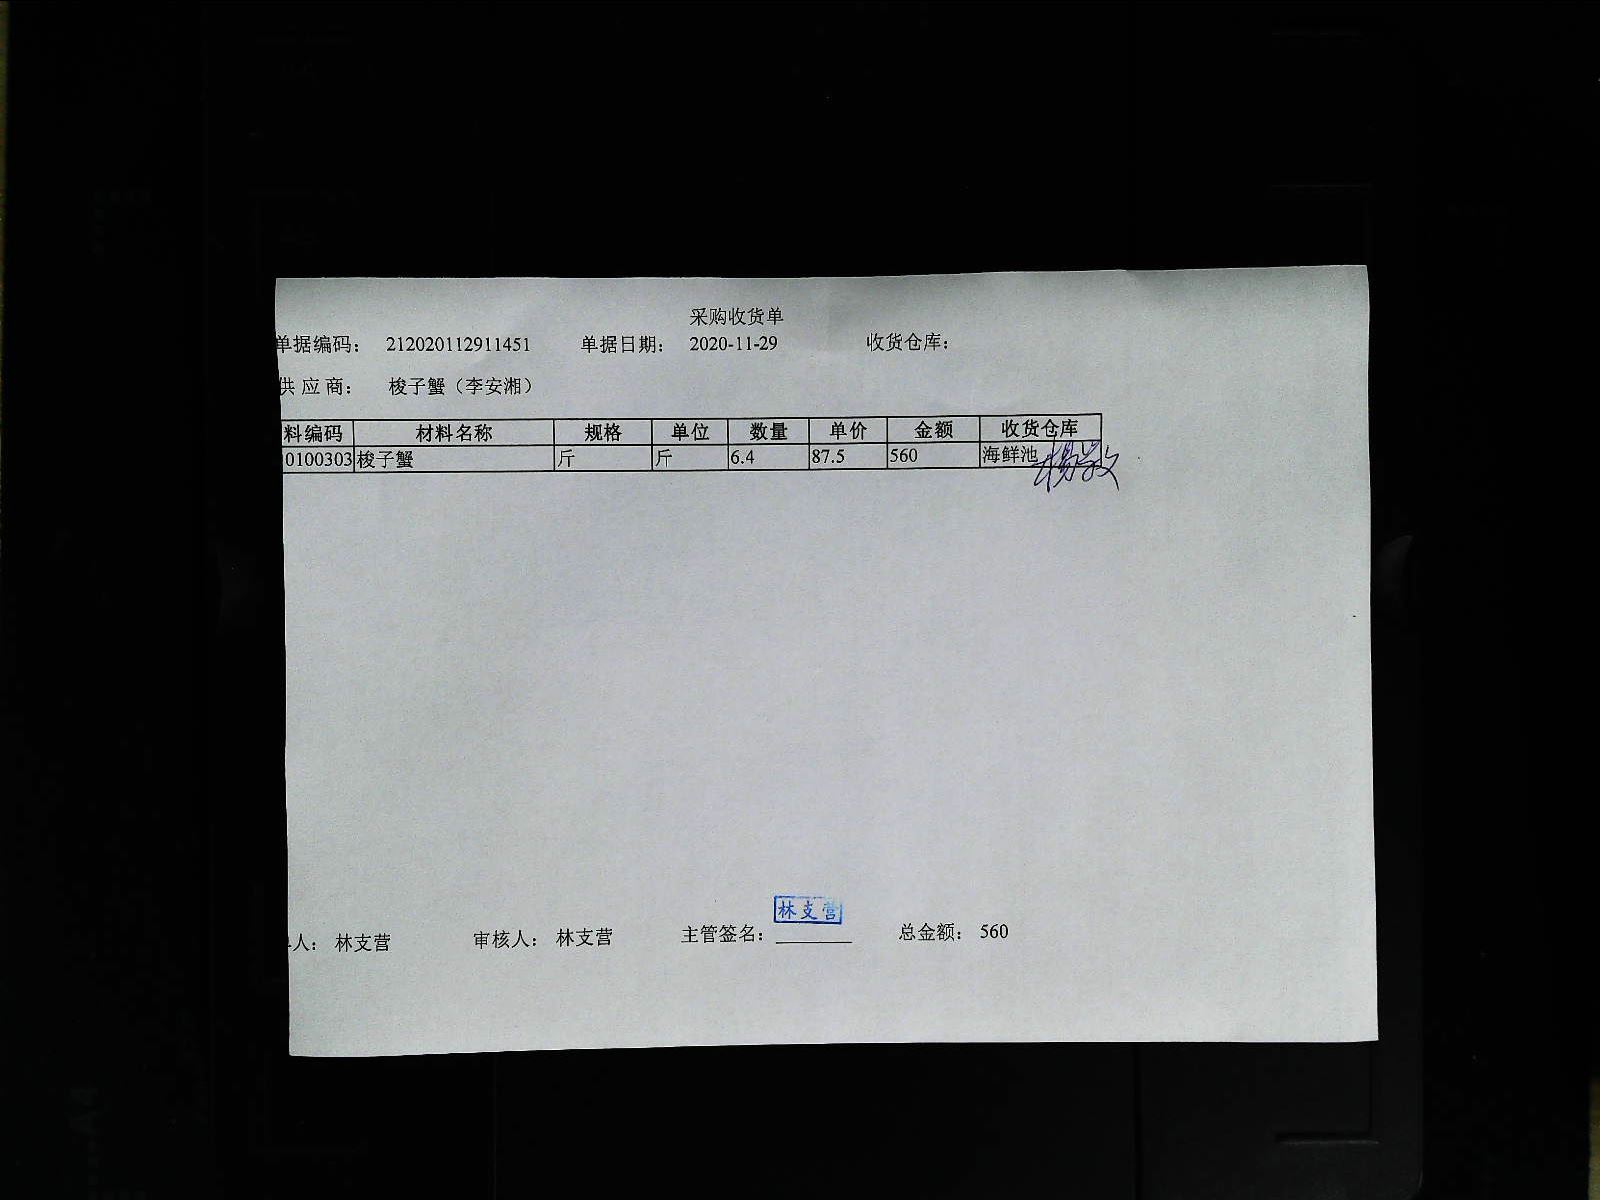 采购收货单
单据编码： 212020112911451 单据日期： 2020-11-29 收货仓库：
供 应 商： 梭子蟹（李安湘）
料编码 材料名称 规格 单位 数量 单价 金额 收货仓库
0100303 梭子蟹 斤 斤 6.4 87.5 560 海鲜池
林支营
人： 林支营 审核人： 林支营 主管签名： 总金额： 560